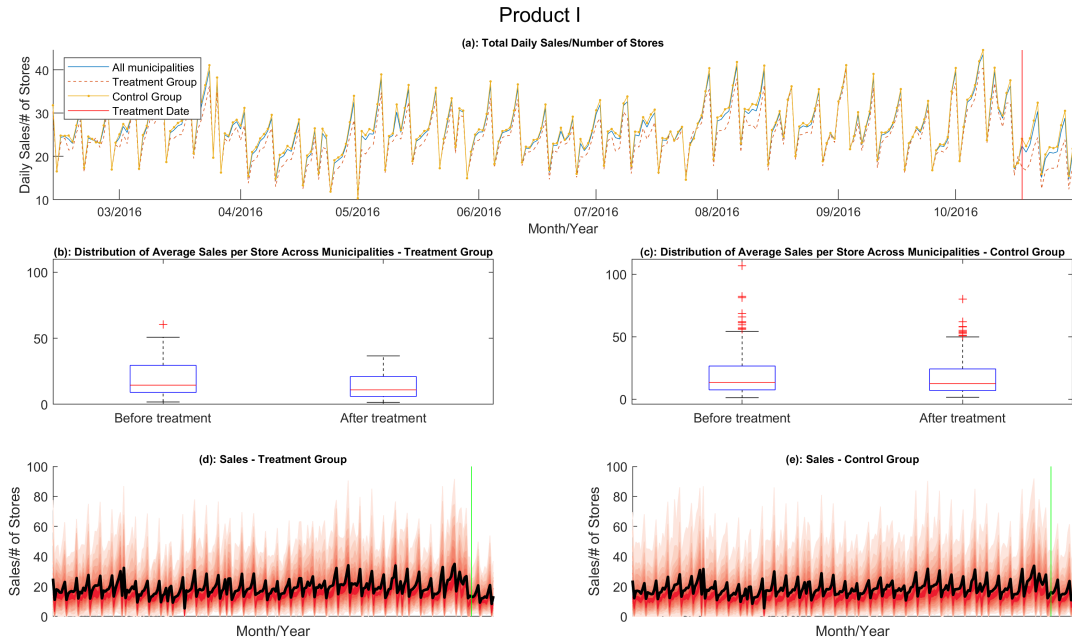 Product I
(a): Total Daily Sales/Number of Stores
All municipalities
Treatment Group
Control Group
Treatment Date
Daily Sales/# of Stores
40
30
20
10
03/2016 04/2016 05/2016 06/2016 07/2016 08/2016 09/2016 10/2016
Month/Year
(b): Distribution of Average Sales per Store Across Municipalities - Treatment Group
100
50
0
Before treatment After treatment
(c): Distribution of Average Sales per Store Across Municipalities - Control Group
100
50
0
Before treatment After treatment
(d): Sales - Treatment Group
Sales/# of Stores
100
80
60
40
20
0
Month/Year
(e): Sales - Control Group
Sales/# of Stores
100
80
60
40
20
0
Month/Year